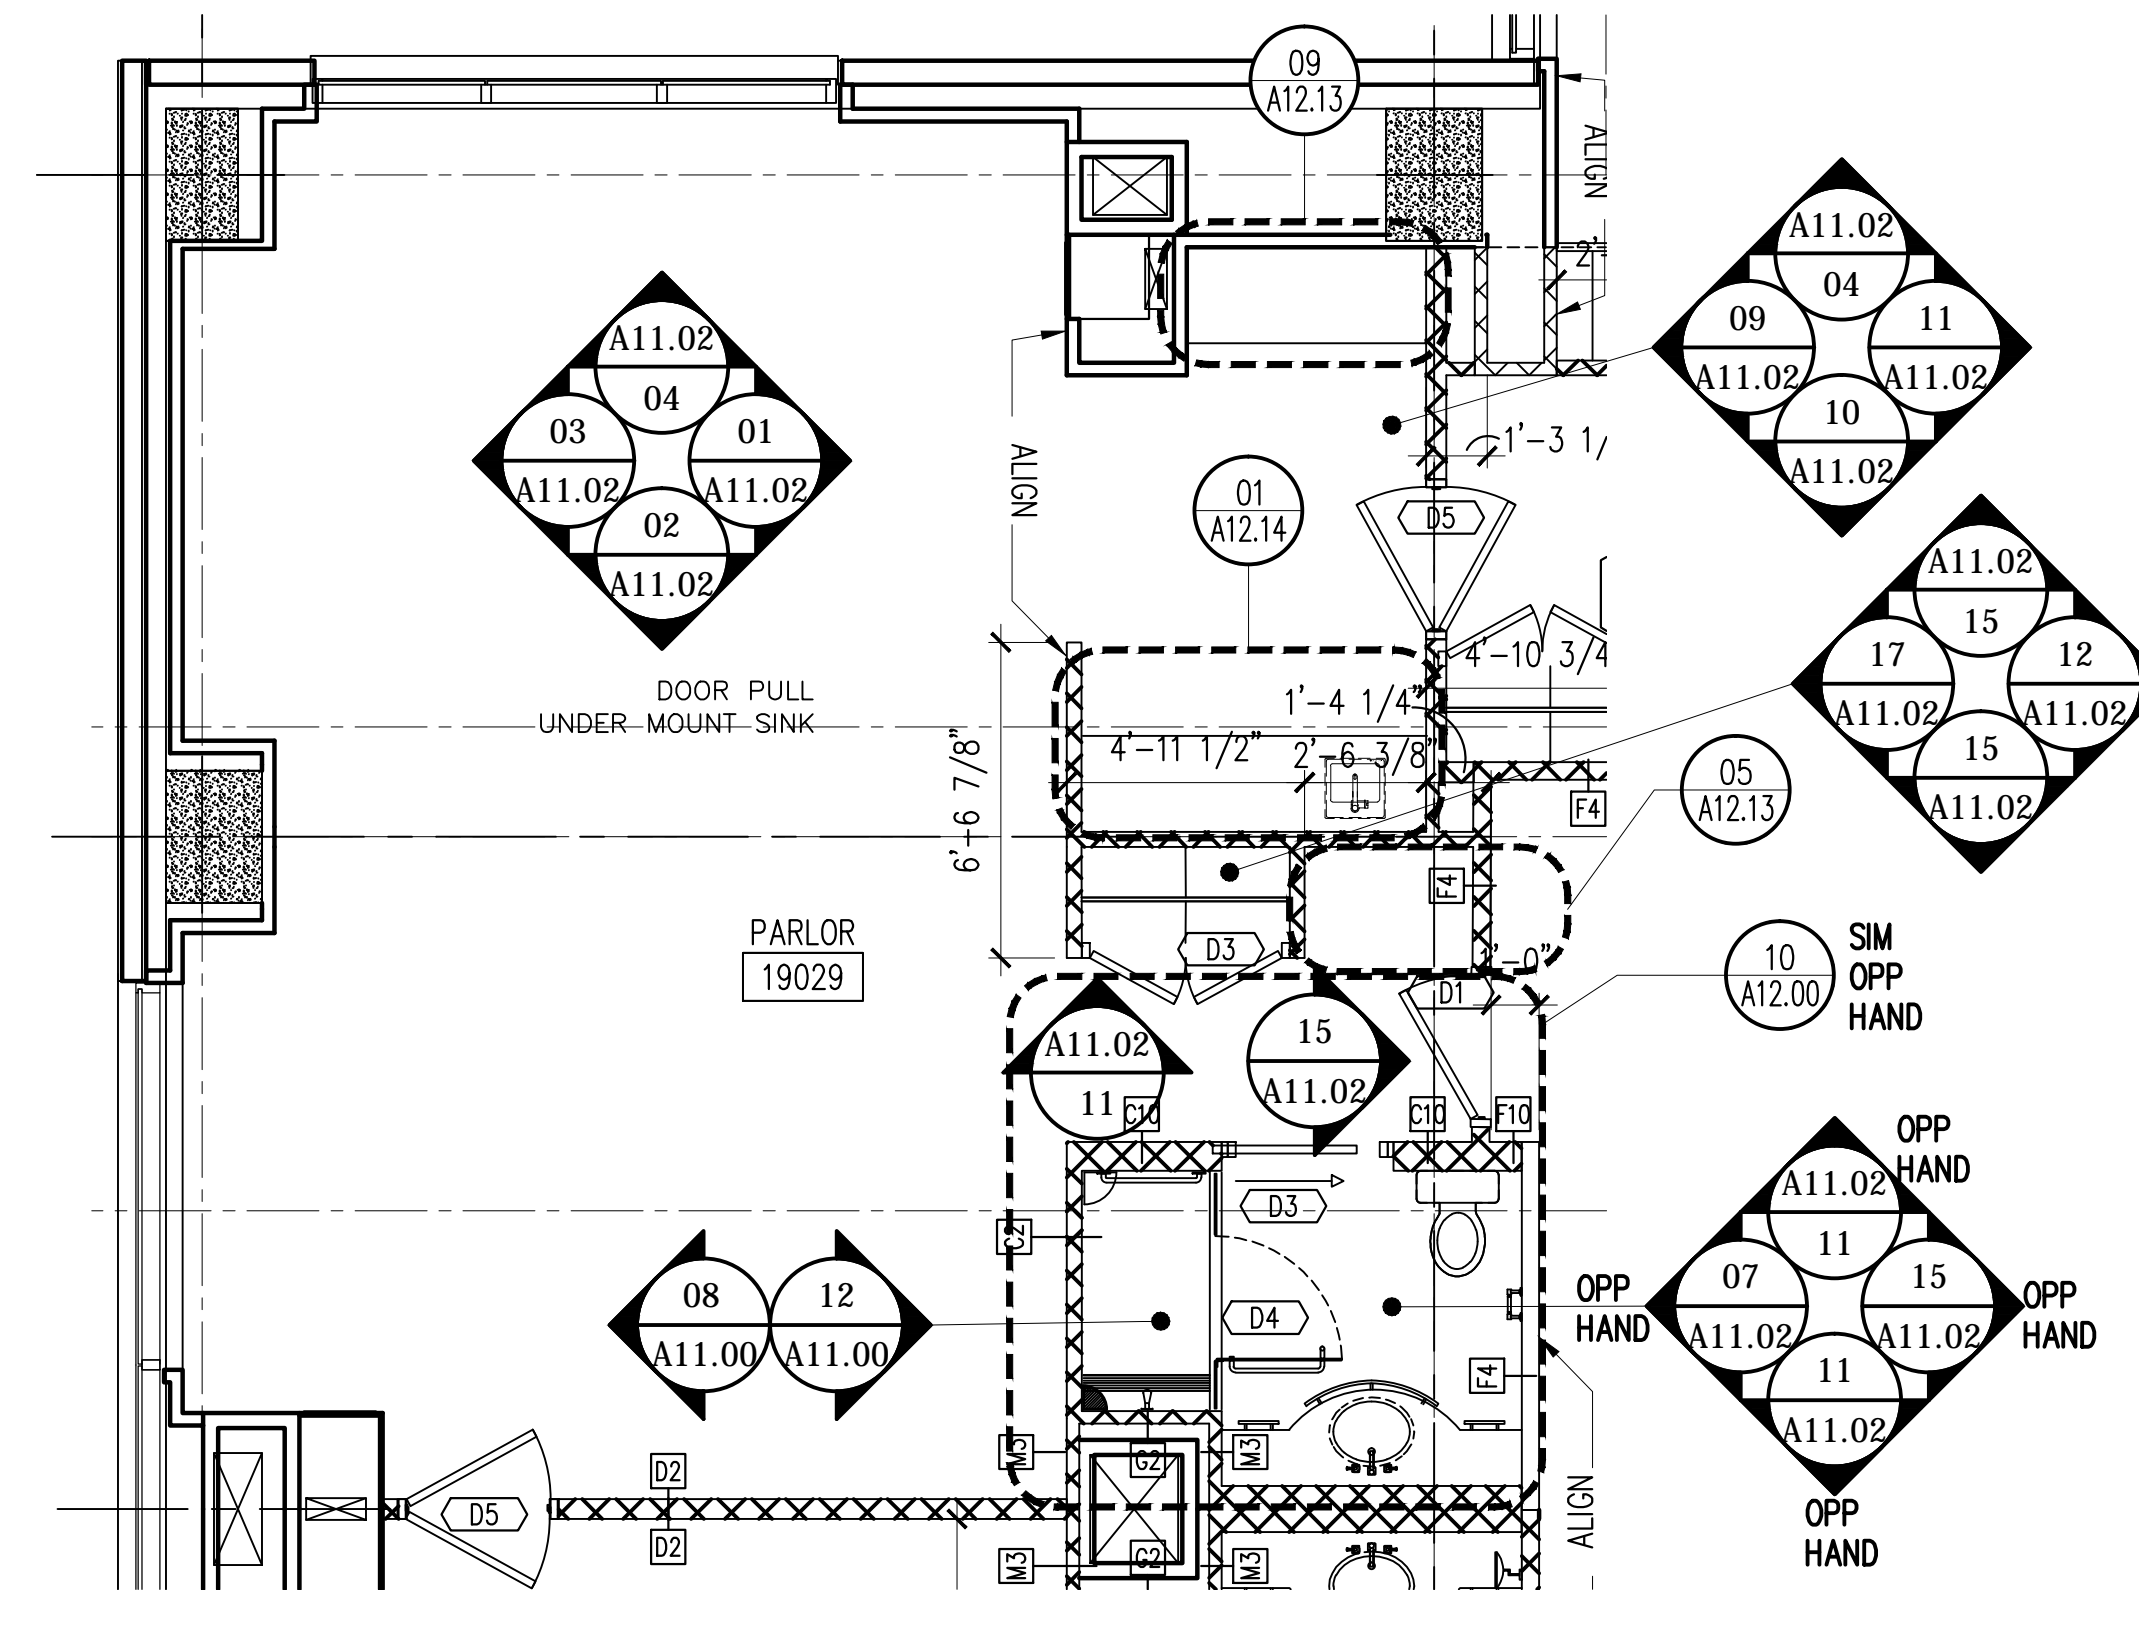 09
A12.13
ALIGN
2'-
A11.02
04
09
A11.02
11
A11.02
10
A11.02
A11.02
04
03
A11.02
01
A11.02
02
A11.02
ALIGN
1'-3 1/
01
A12.14
D5
A11.02
15
17
A11.02
12
A11.02
15
A11.02
4'-10 3/4
DOOR PULL
UNDER MOUNT SINK
1'-4 1/4"
4'-11 1/2"
2'-6 3/8"
6'-6 7/8"
05
A12.13
F4
F4
PARLOR
19029
D3
1'-0"
D1
10
A12.00
SIM
OPP
HAND
A11.02
11
15
A11.02
C10
C10
F10
OPP
HAND
A11.02
11
07
A11.02
15
A11.02
11
A11.02
OPP
HAND
OPP
HAND
OPP
HAND
D3
C2
08
A11.00
12
A11.00
D4
F4
M3
G2
M3
D2
D5
D2
ALIGN
M3
G2
M3